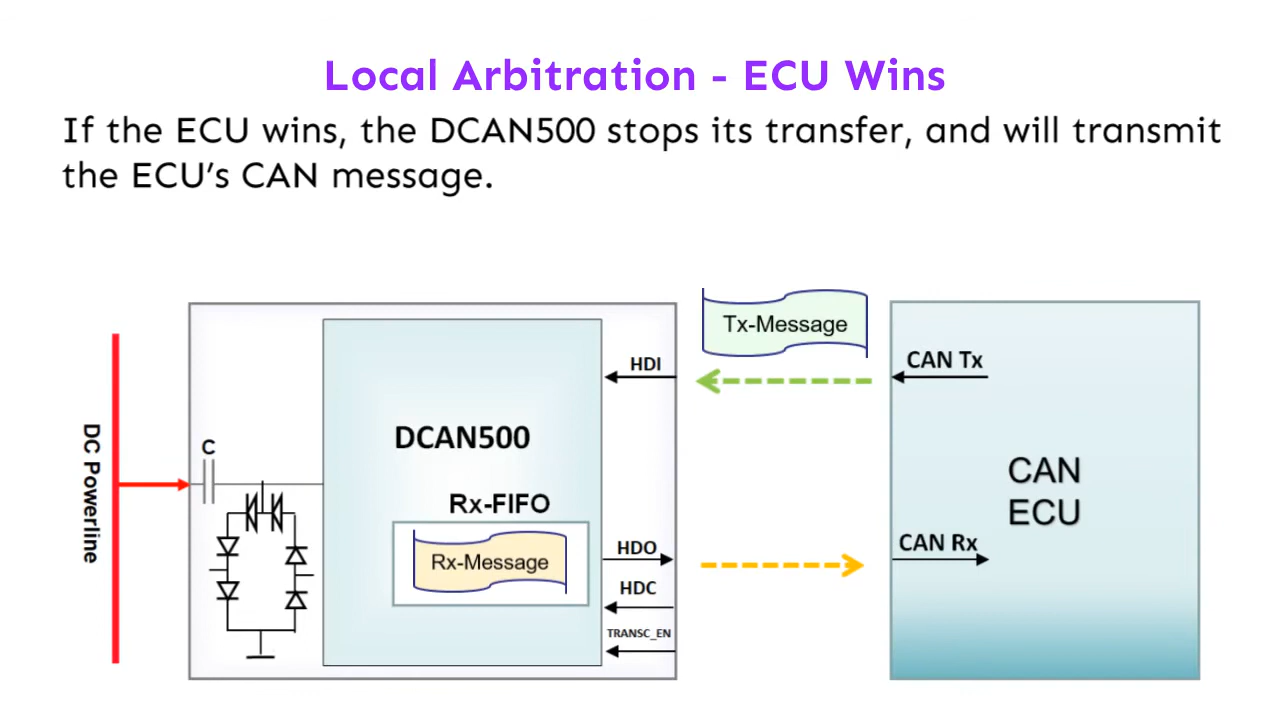 Local Arbitration - ECU Wins
If the ECU wins, the DCAN500 stops its transfer, and will transmit
the ECU’s CAN message.
Tx-Message
HDI
CAN Tx
DC Powerline
C
DCAN500
CAN
ECU
Rx-FIFO
Rx-Message
HDO
CAN Rx
HDC
TRANSC_EN